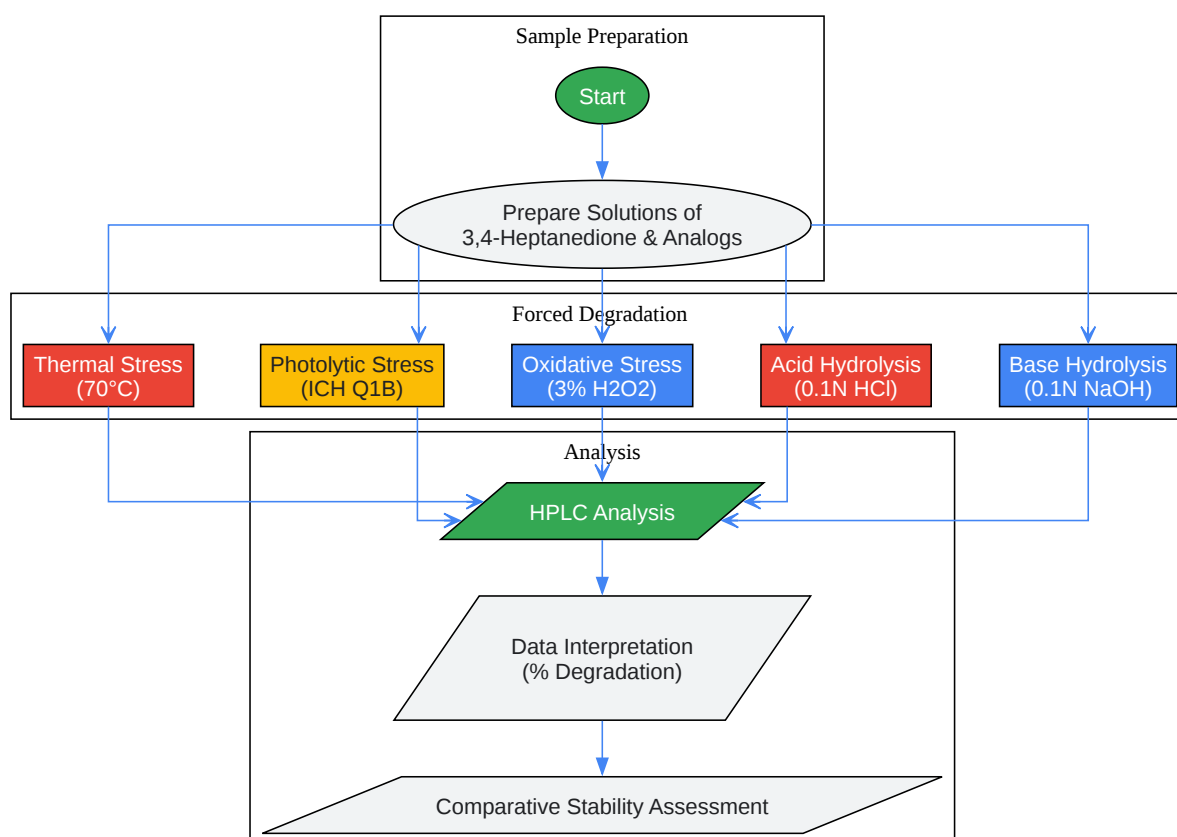 Sample Preparation
Start
Prepare Solutions of
3,4-Heptanedione & Analogs
Forced Degradation
Thermal Stress
(70°C)
Photolytic Stress
(ICH Q1B)
Oxidative Stress
(3% H2O2)
Acid Hydrolysis
(0.1N HCl)
Base Hydrolysis
(0.1N NaOH)
Analysis
HPLC Analysis
Data Interpretation
(% Degradation)
Comparative Stability Assessment